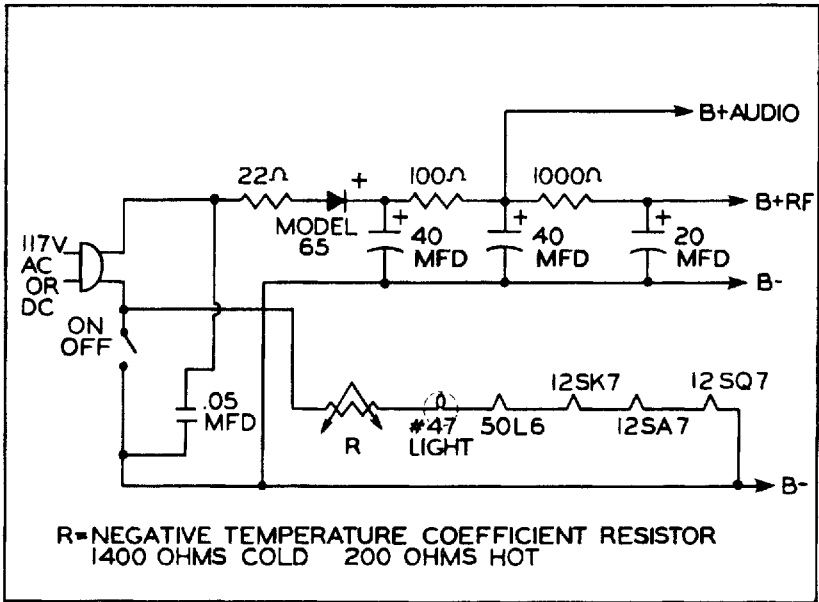 B+AUDIO
22Ω
+
100Ω
1000Ω
MODEL
65
+
40
MFD
+
40
MFD
+
20
MFD
B+RF
117V
AC
OR
DC
B-
ON
OFF
.05
MFD
R
#47
LIGHT
50L6
12SK7
12SA7
12SQ7
B-
R=NEGATIVE TEMPERATURE COEFFICIENT RESISTOR
1400 OHMS COLD 200 OHMS HOT